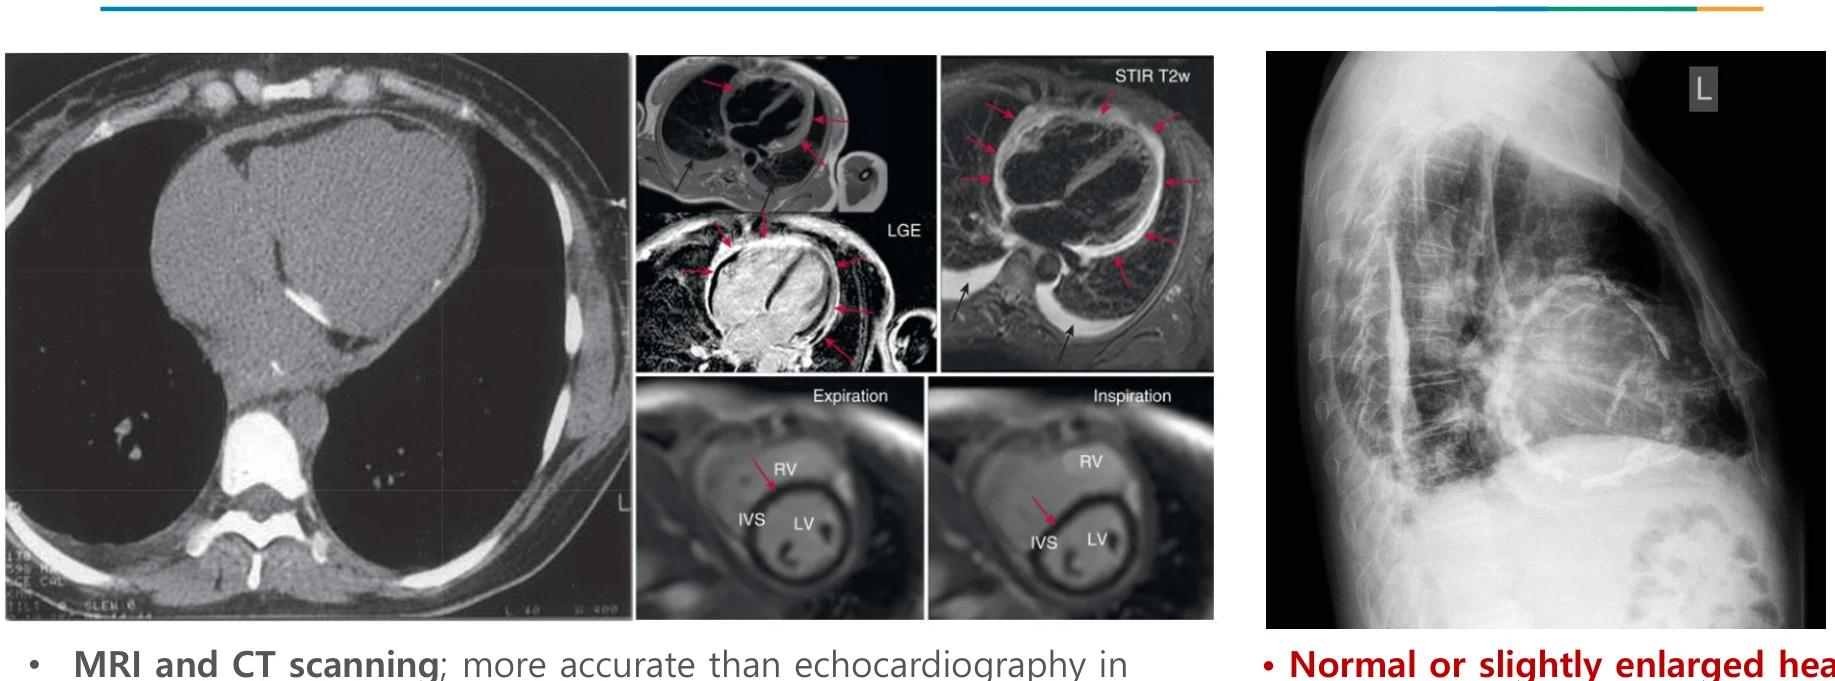 STIR T2w
LGE
Expiration
RV
IVS
LV
Inspiration
RV
IVS
LV
L
L
• MRI and CT scanning; more accurate than echocardiography in
• Normal or slightly enlarged hea